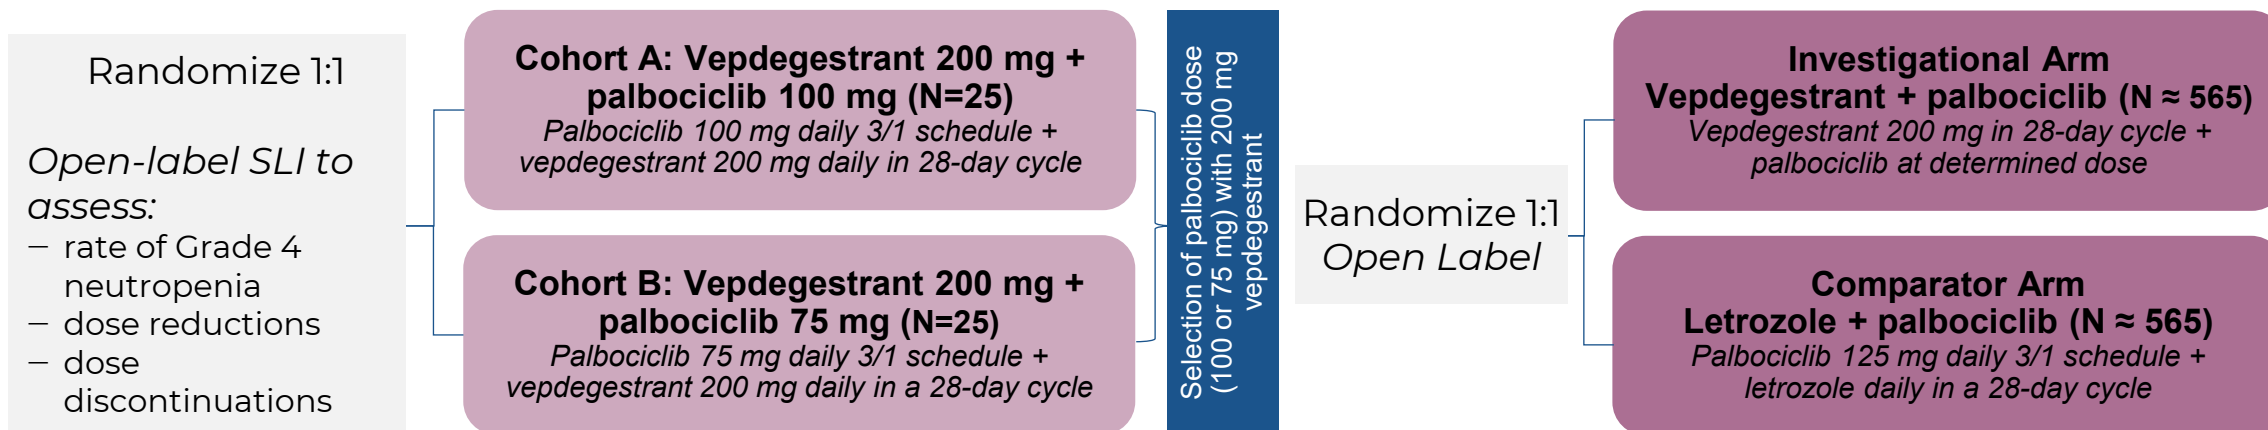 Randomize 1:1
Open-label SLI to
assess:
– rate of Grade 4
neutropenia
– dose reductions
– dose
discontinuations
Cohort A: Vepdegestrant 200 mg +
palbociclib 100 mg (N=25)
Palbociclib 100 mg daily 3/1 schedule +
vepdegestrant 200 mg daily in 28-day cycle
Cohort B: Vepdegestrant 200 mg +
palbociclib 75 mg (N=25)
Palbociclib 75 mg daily 3/1 schedule +
vepdegestrant 200 mg daily in a 28-day cycle
Selection of palbociclib dose
(100 or 75 mg) with 200 mg
vepdegestrant
Randomize 1:1
Open Label
Investigational Arm
Vepdegestrant + palbociclib (N ≈ 565)
Vepdegestrant 200 mg in 28-day cycle +
palbociclib at determined dose
Comparator Arm
Letrozole + palbociclib (N ≈ 565)
Palbociclib 125 mg daily 3/1 schedule +
letrozole daily in a 28-day cycle